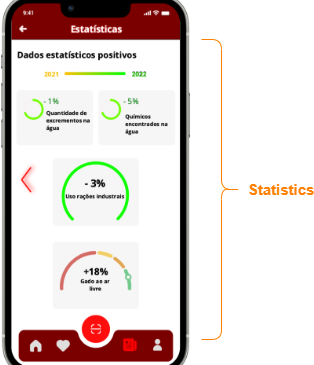 9:41
Estatísticas
Dados estatísticos positivos
2021 2022
- 1%
Quantidade de
excrementos na
água
- 5%
Químicos
encontrados na
água
- 3%
Uso rações industrais
+18%
Gado ao ar
livre
Statistics